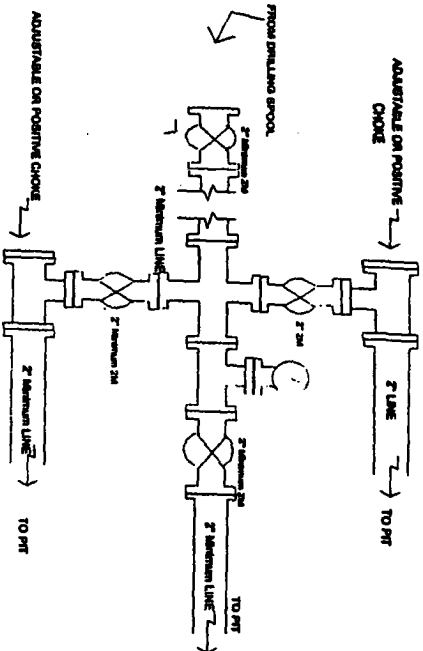 ADJUSTABLE OR POSITIVE
CHOKE
2" LINE
TO PIT
2" 2M
FROM DRILLING SPOOL
2" Minimum 2M
2" Minimum LINE
2" Minimum 2M
2" Minimum LINE
TO PIT
ADJUSTABLE OR POSITIVE CHOKE
2" Minimum 2M
2" Minimum LINE
TO PIT